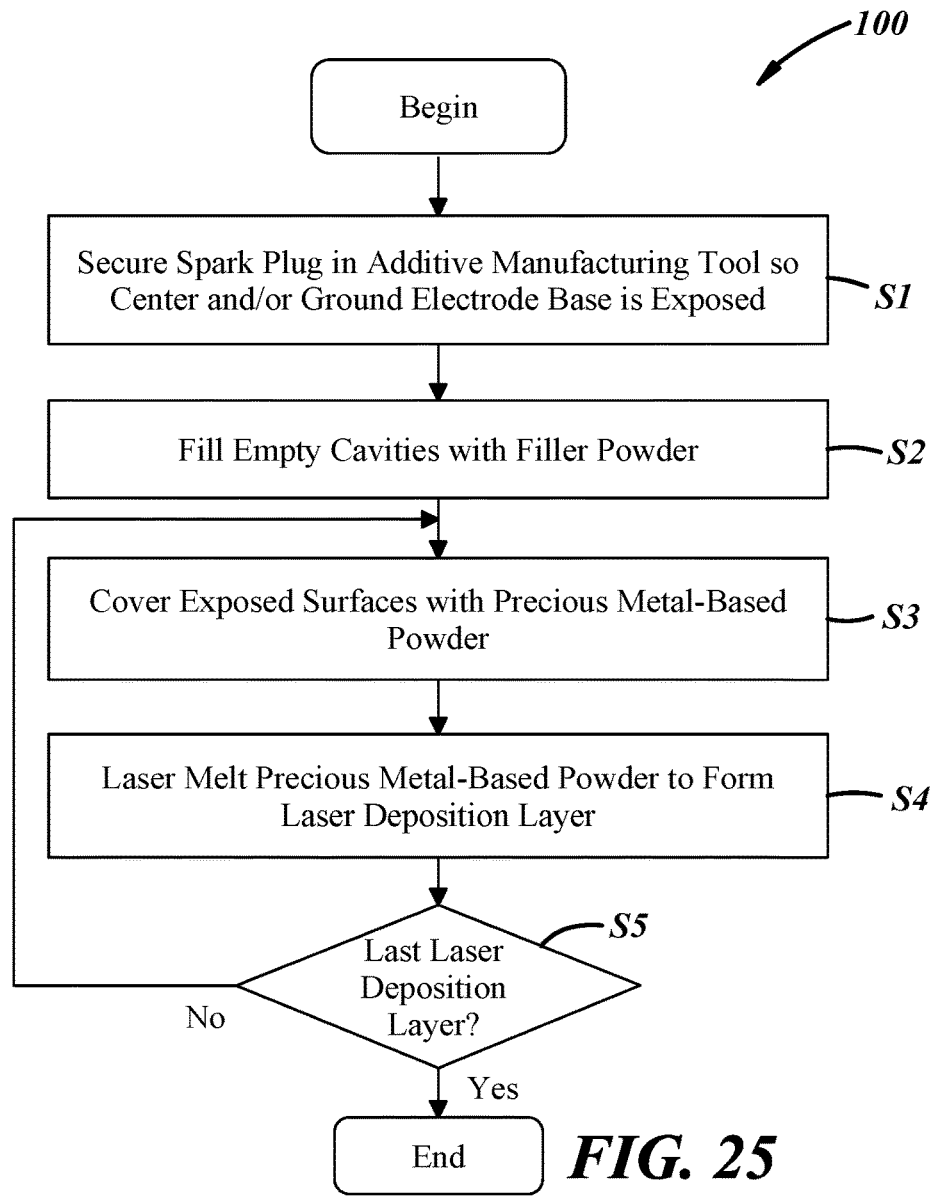 100
Begin
Secure Spark Plug in Additive Manufacturing Tool so
Center and/or Ground Electrode Base is Exposed
S1
Fill Empty Cavities with Filler Powder
S2
Cover Exposed Surfaces with Precious Metal-Based
Powder
S3
Laser Melt Precious Metal-Based Powder to Form
Laser Deposition Layer
S4
Last Laser
Deposition
Layer?
S5
No
Yes
End
FIG. 25